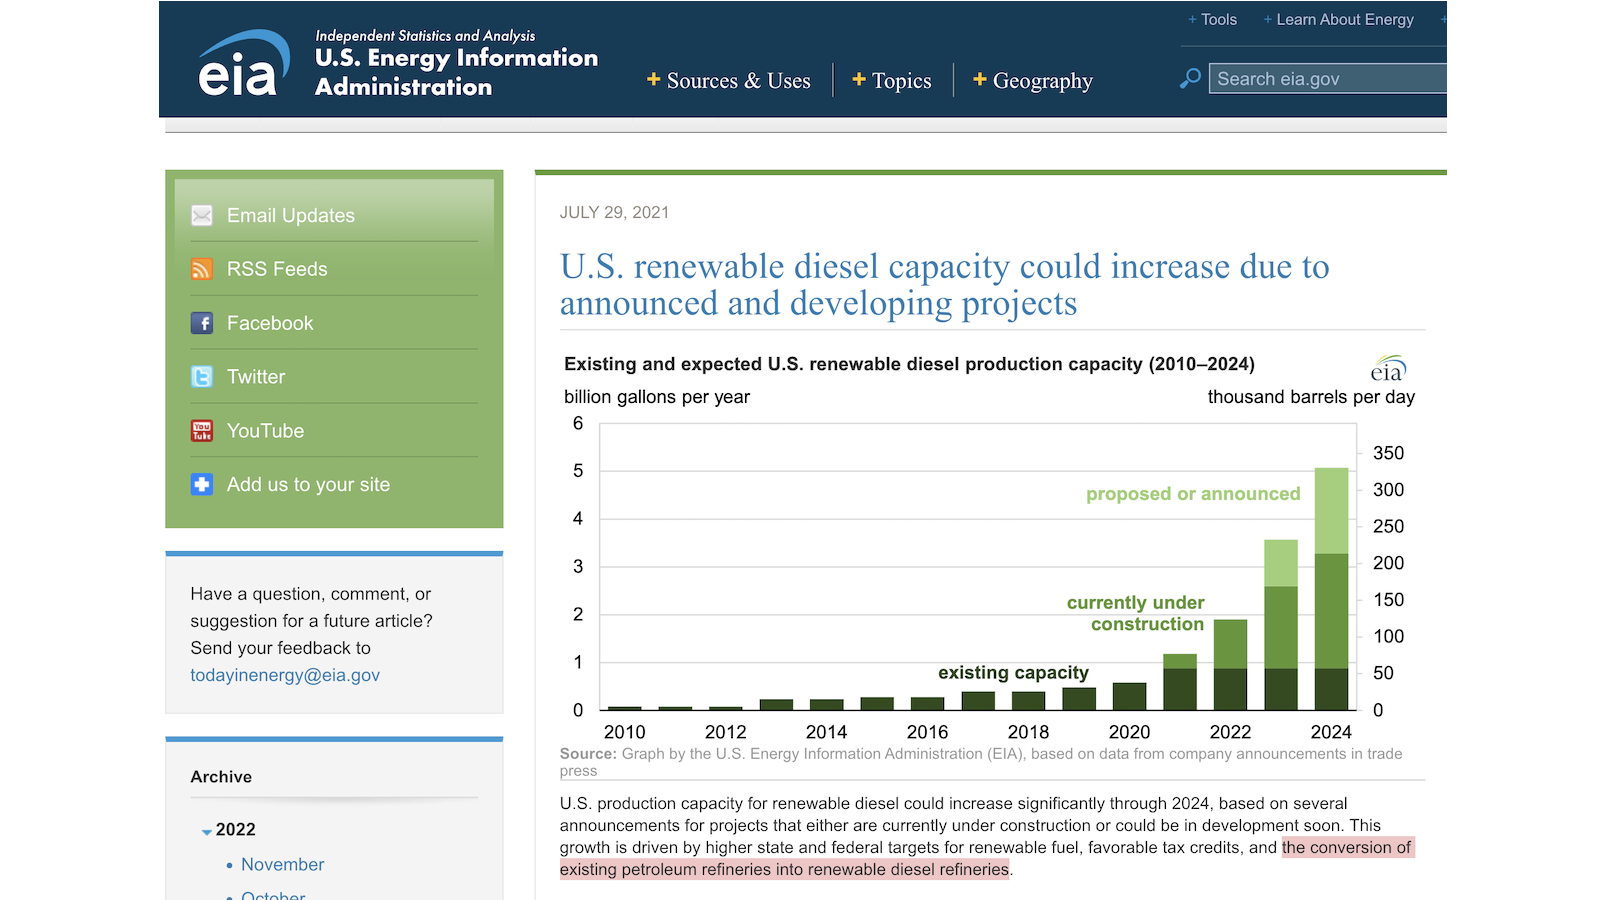 + Tools + Learn About Energy +
eia
Independent Statistics and Analysis
U.S. Energy Information
Administration
+ Sources & Uses + Topics + Geography
Search eia.gov
Email Updates
RSS Feeds
Facebook
Twitter
YouTube
Add us to your site
Have a question, comment, or
suggestion for a future article?
Send your feedback to
todayinenergy@eia.gov
Archive
2022
• November
• October
JULY 29, 2021
U.S. renewable diesel capacity could increase due to
announced and developing projects
Existing and expected U.S. renewable diesel production capacity (2010–2024)
eia
billion gallons per year
thousand barrels per day
6
5
4
3
2
1
0
350
300
250
200
150
100
50
0
proposed or announced
currently under
construction
existing capacity
2010 2012 2014 2016 2018 2020 2022 2024
Source: Graph by the U.S. Energy Information Administration (EIA), based on data from company announcements in trade
press
U.S. production capacity for renewable diesel could increase significantly through 2024, based on several
announcements for projects that either are currently under construction or could be in development soon. This
growth is driven by higher state and federal targets for renewable fuel, favorable tax credits, and the conversion of
existing petroleum refineries into renewable diesel refineries.